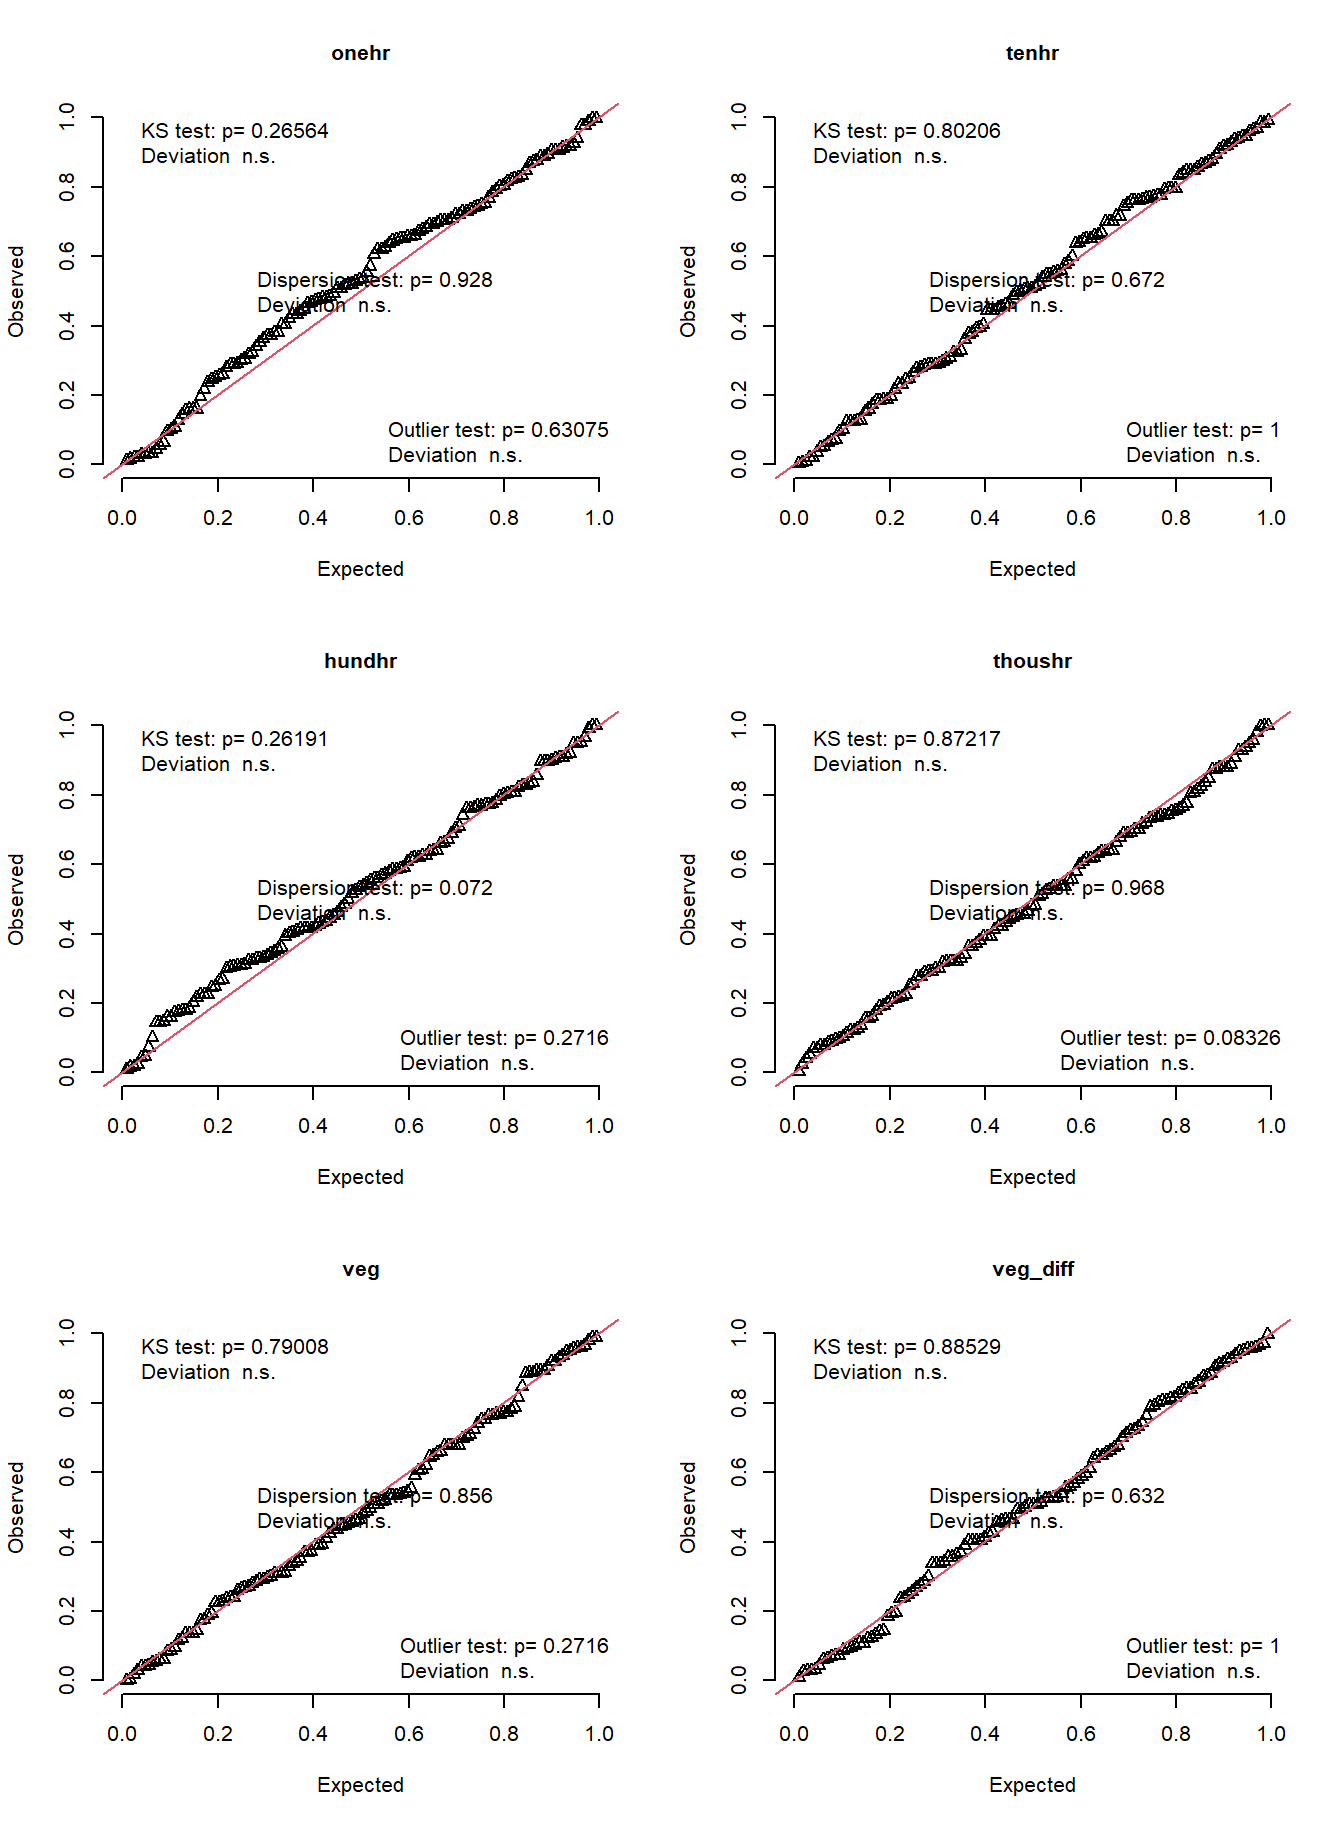 onehr
KS test: p= 0.26564
Deviation n.s.
Dispersion test: p= 0.928
Deviation n.s.
Outlier test: p= 0.63075
Deviation n.s.
Observed
0.0 0.2 0.4 0.6 0.8 1.0
0.0 0.2 0.4 0.6 0.8 1.0
Expected
tenhr
KS test: p= 0.80206
Deviation n.s.
Dispersion test: p= 0.672
Deviation n.s.
Outlier test: p= 1
Deviation n.s.
Observed
0.0 0.2 0.4 0.6 0.8 1.0
0.0 0.2 0.4 0.6 0.8 1.0
Expected
hundhr
KS test: p= 0.26191
Deviation n.s.
Dispersion test: p= 0.072
Deviation n.s.
Outlier test: p= 0.2716
Deviation n.s.
Observed
0.0 0.2 0.4 0.6 0.8 1.0
0.0 0.2 0.4 0.6 0.8 1.0
Expected
thoushr
KS test: p= 0.87217
Deviation n.s.
Dispersion test: p= 0.968
Deviation n.s.
Outlier test: p= 0.08326
Deviation n.s.
Observed
0.0 0.2 0.4 0.6 0.8 1.0
0.0 0.2 0.4 0.6 0.8 1.0
Expected
veg
KS test: p= 0.79008
Deviation n.s.
Dispersion test: p= 0.856
Deviation n.s.
Outlier test: p= 0.2716
Deviation n.s.
Observed
0.0 0.2 0.4 0.6 0.8 1.0
0.0 0.2 0.4 0.6 0.8 1.0
Expected
veg_diff
KS test: p= 0.88529
Deviation n.s.
Dispersion test: p= 0.632
Deviation n.s.
Outlier test: p= 1
Deviation n.s.
Observed
0.0 0.2 0.4 0.6 0.8 1.0
0.0 0.2 0.4 0.6 0.8 1.0
Expected